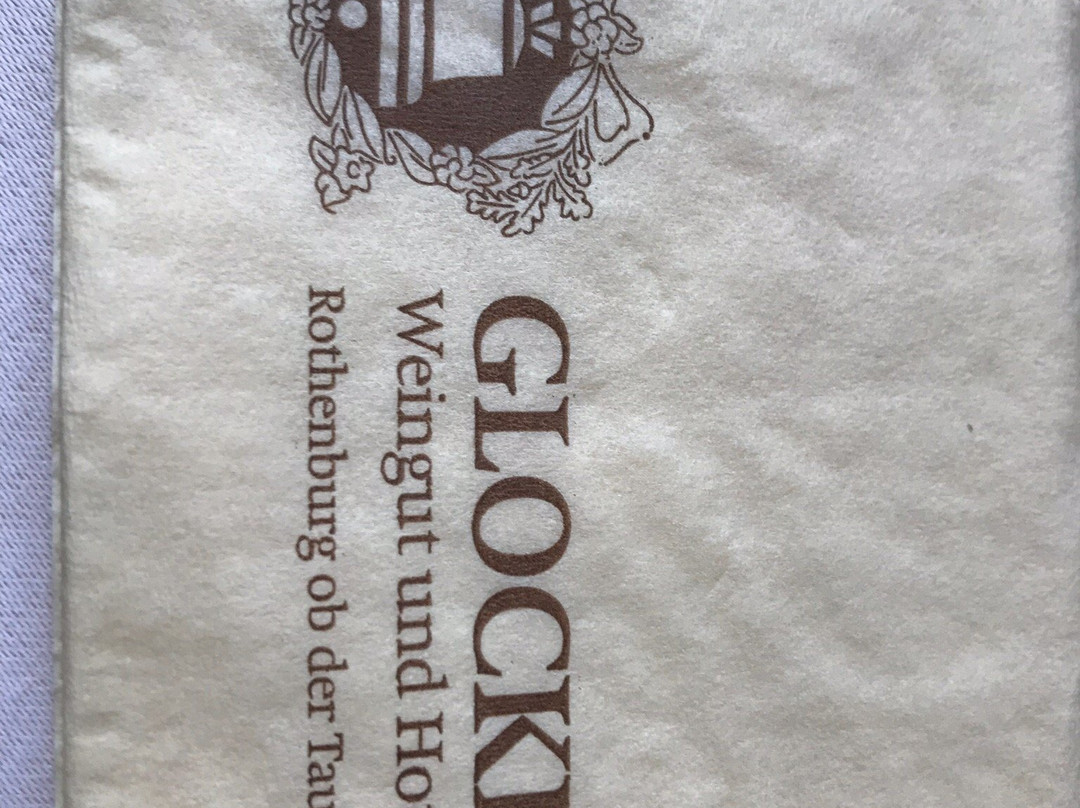 GLOCK
Weingut und Ho
Rothenburg ob der Tau